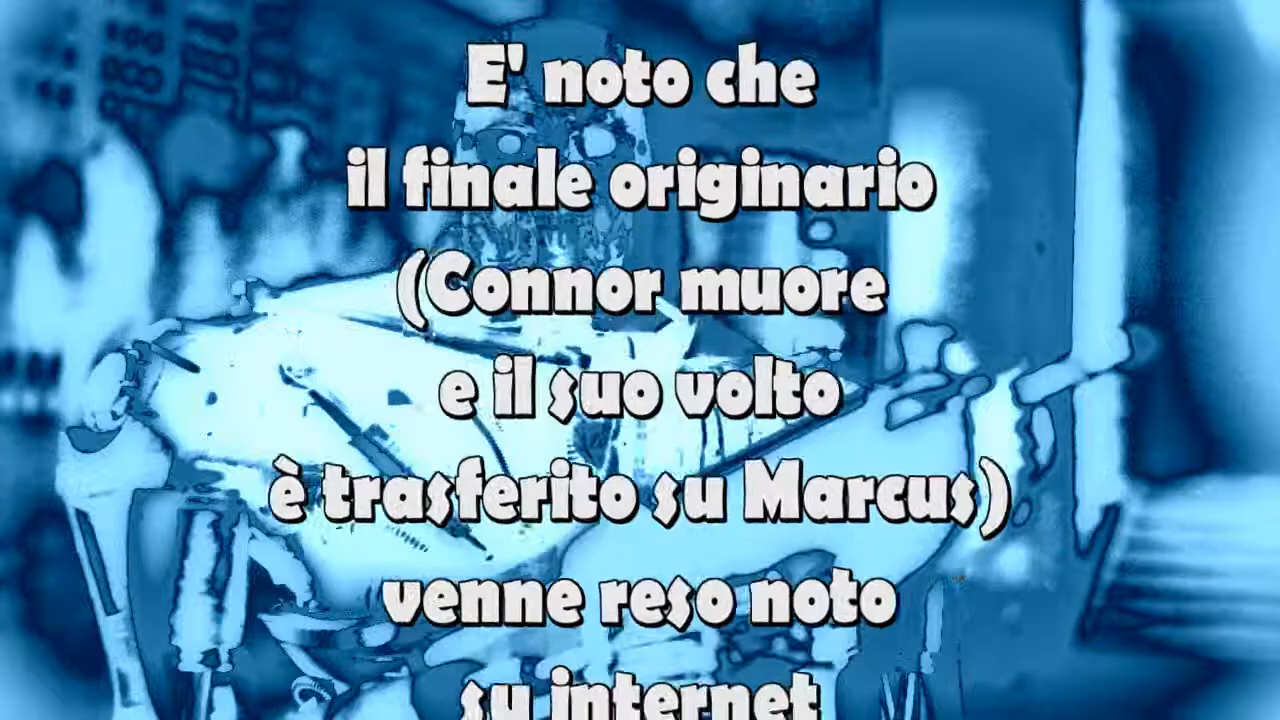 E' noto che
il finale originario
(Connor muore
e il suo volto
è trasferito su Marcus)
venne reso noto
su internet